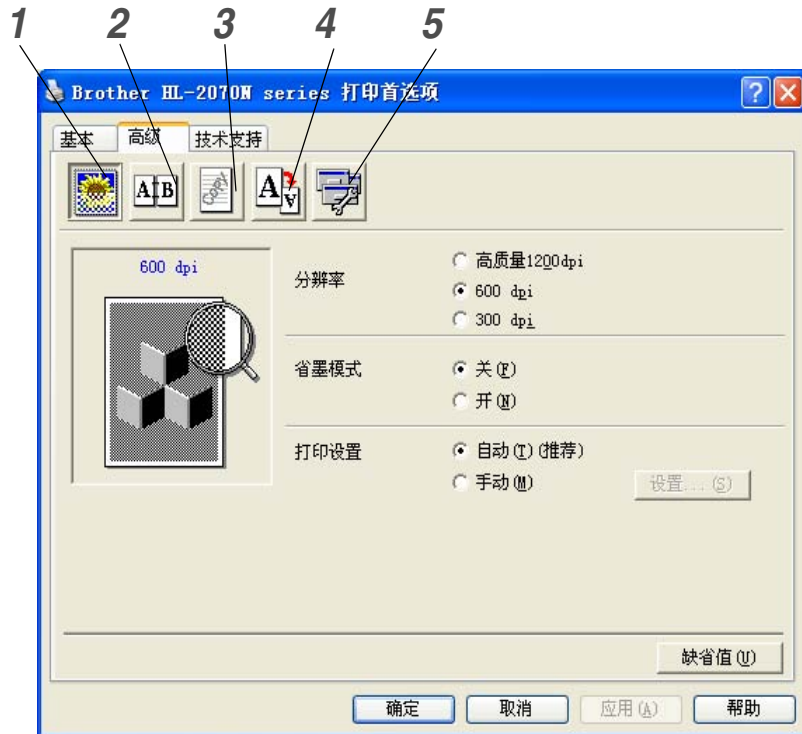 1 2 3 4 5
Brother HL-2070N series 打印首选项
基本 高级 技术支持
A B
COPY
A A
600 dpi
分辨率
高质量1200dpi
600 dpi
300 dpi
省墨模式
关(F)
开(N)
打印设置
自动(T)(推荐)
手动(M)
设置...(S)
缺省值(U)
确定 取消 应用(A) 帮助